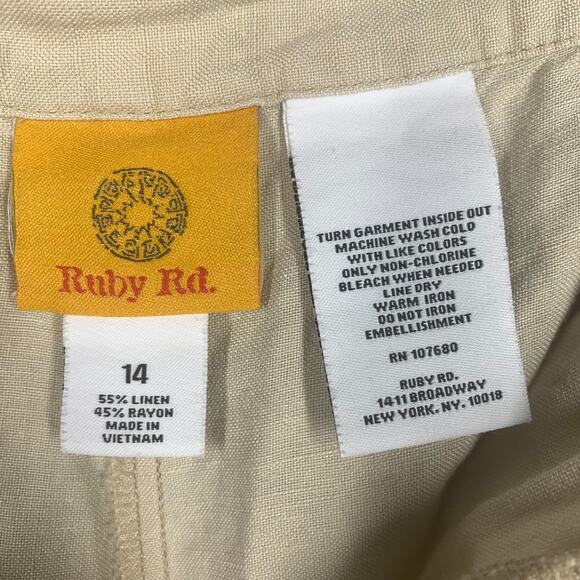 Ruby Rd.
14
55% LINEN
45% RAYON
MADE IN
VIETNAM
TURN GARMENT INSIDE OUT
MACHINE WASH COLD
WITH LIKE COLORS
ONLY NON-CHLORINE
BLEACH WHEN NEEDED
LINE DRY
WARM IRON
DO NOT IRON
EMBELLISHMENT
RN 107680
RUBY RD.
1411 BROADWAY
NEW YORK, NY. 10018